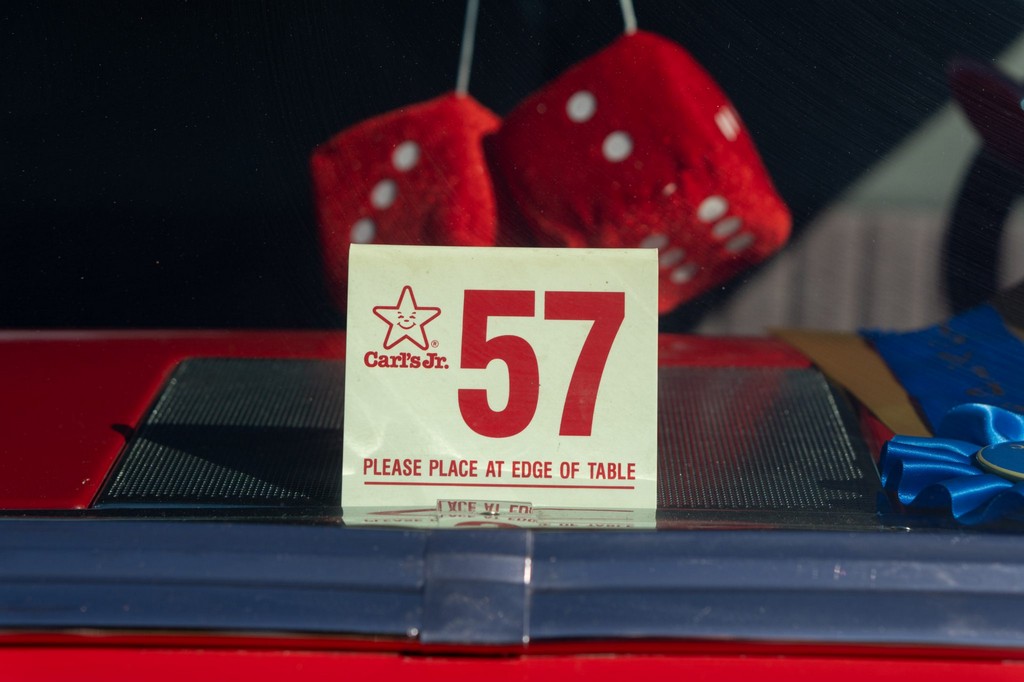 57
Carl's Jr.®
PLEASE PLACE AT EDGE OF TABLE